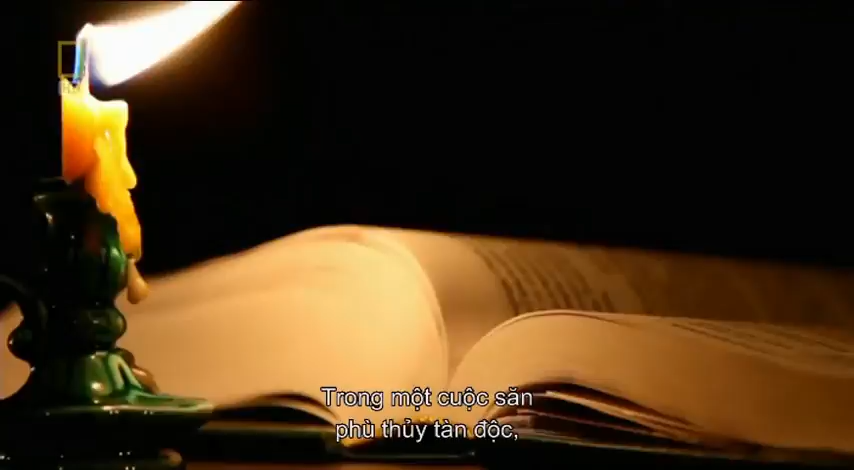 Trong một cuộc săn
phù thủy tàn độc,